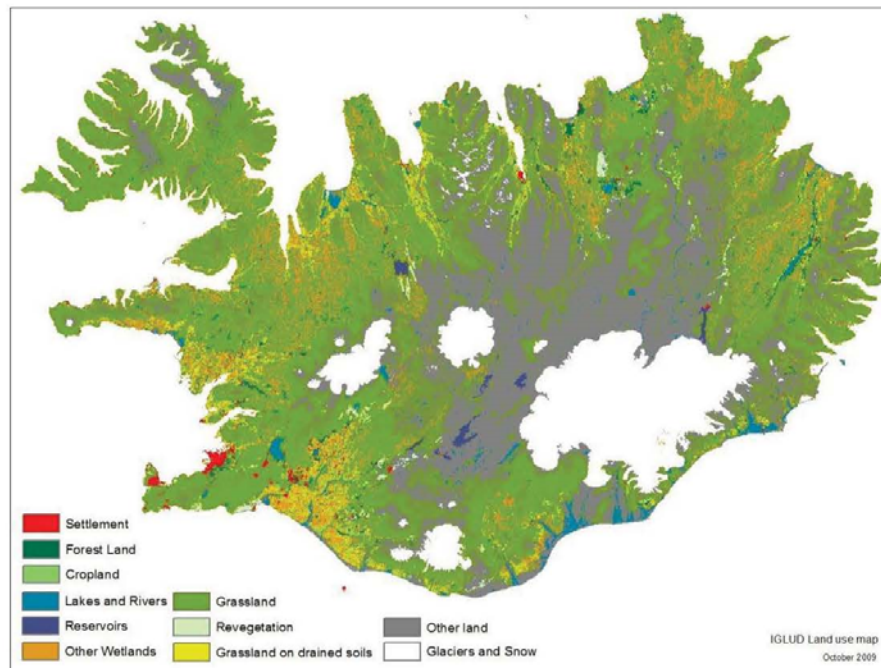 Settlement
Forest Land
Cropland
Lakes and Rivers
Reservoirs
Other Wetlands
Grassland
Revegetation
Grassland on drained soils
Other land
Glaciers and Snow
IGLUD Land use map
October 2009